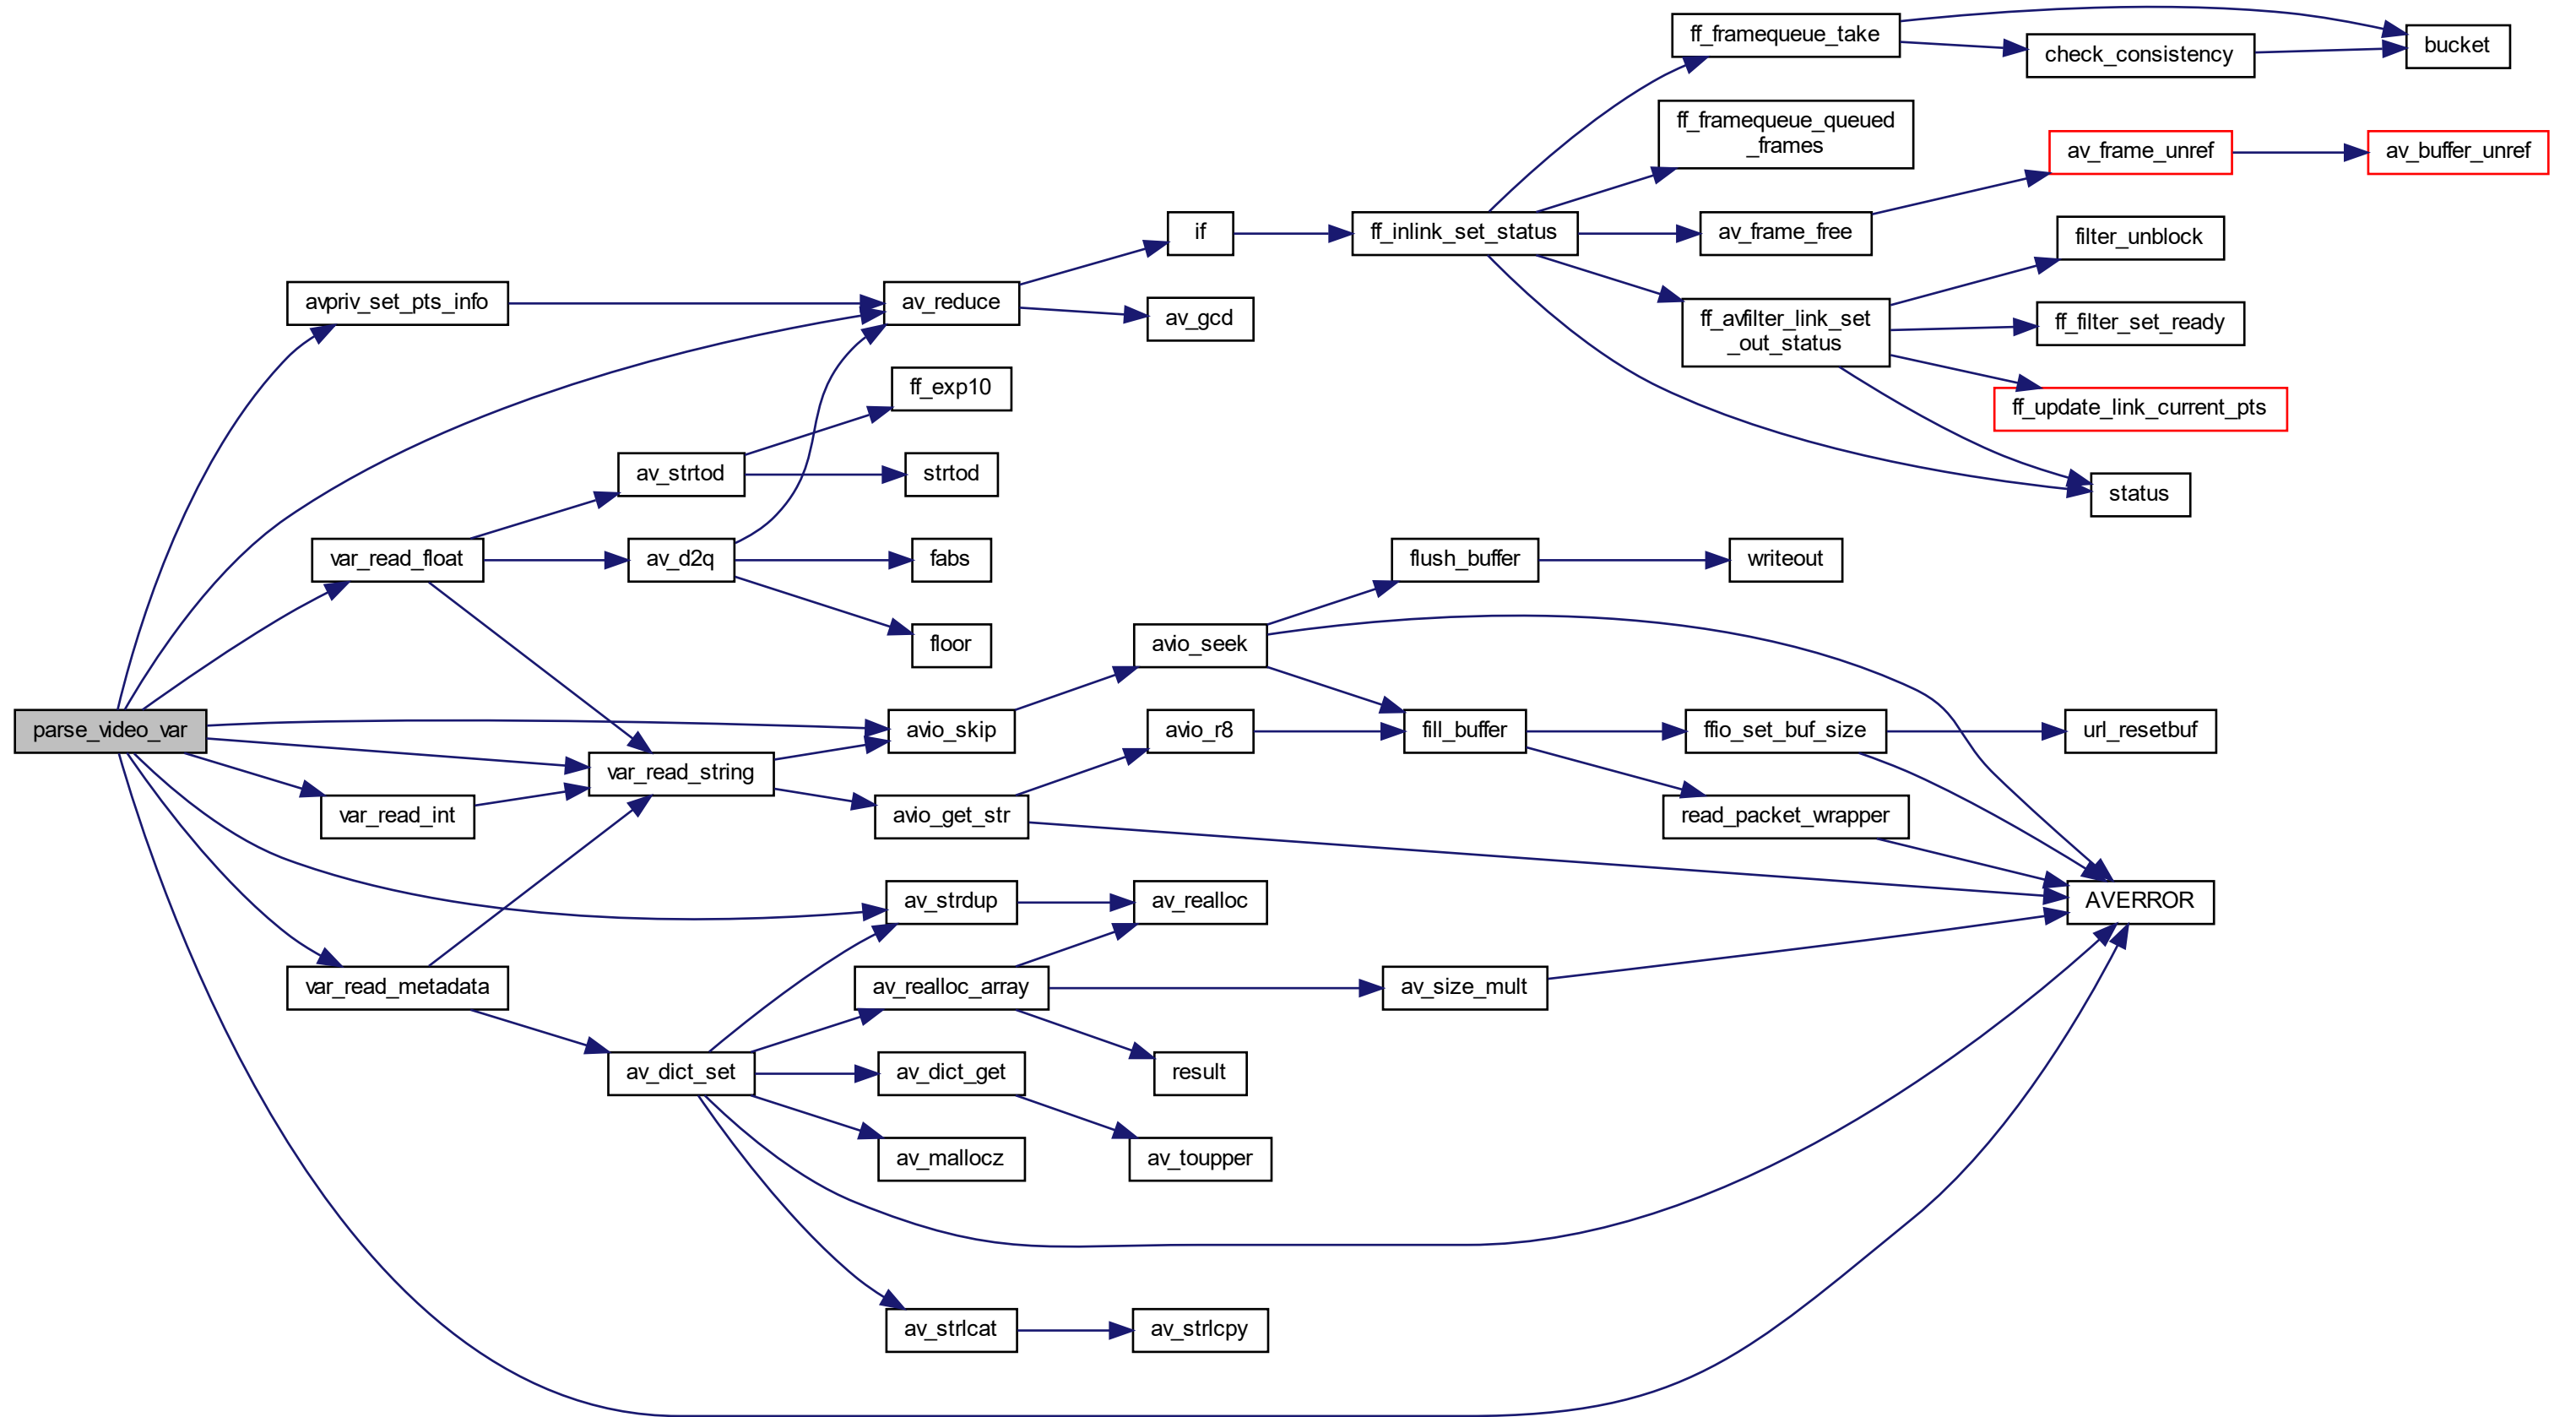 parse_video_var
avpriv_set_pts_info
var_read_float
var_read_int
var_read_metadata
av_strtod
av_d2q
var_read_string
av_dict_set
av_reduce
ff_exp10
strtod
fabs
floor
avio_skip
avio_get_str
av_strdup
av_realloc_array
av_dict_get
av_mallocz
av_strlcat
if
av_gcd
avio_seek
avio_r8
av_realloc
result
av_toupper
av_strlcpy
ff_inlink_set_status
flush_buffer
fill_buffer
av_size_mult
ff_framequeue_take
ff_framequeue_queued
_frames
av_frame_free
ff_avfilter_link_set
_out_status
writeout
ffio_set_buf_size
read_packet_wrapper
check_consistency
av_frame_unref
filter_unblock
ff_filter_set_ready
ff_update_link_current_pts
status
url_resetbuf
AVERROR
bucket
av_buffer_unref